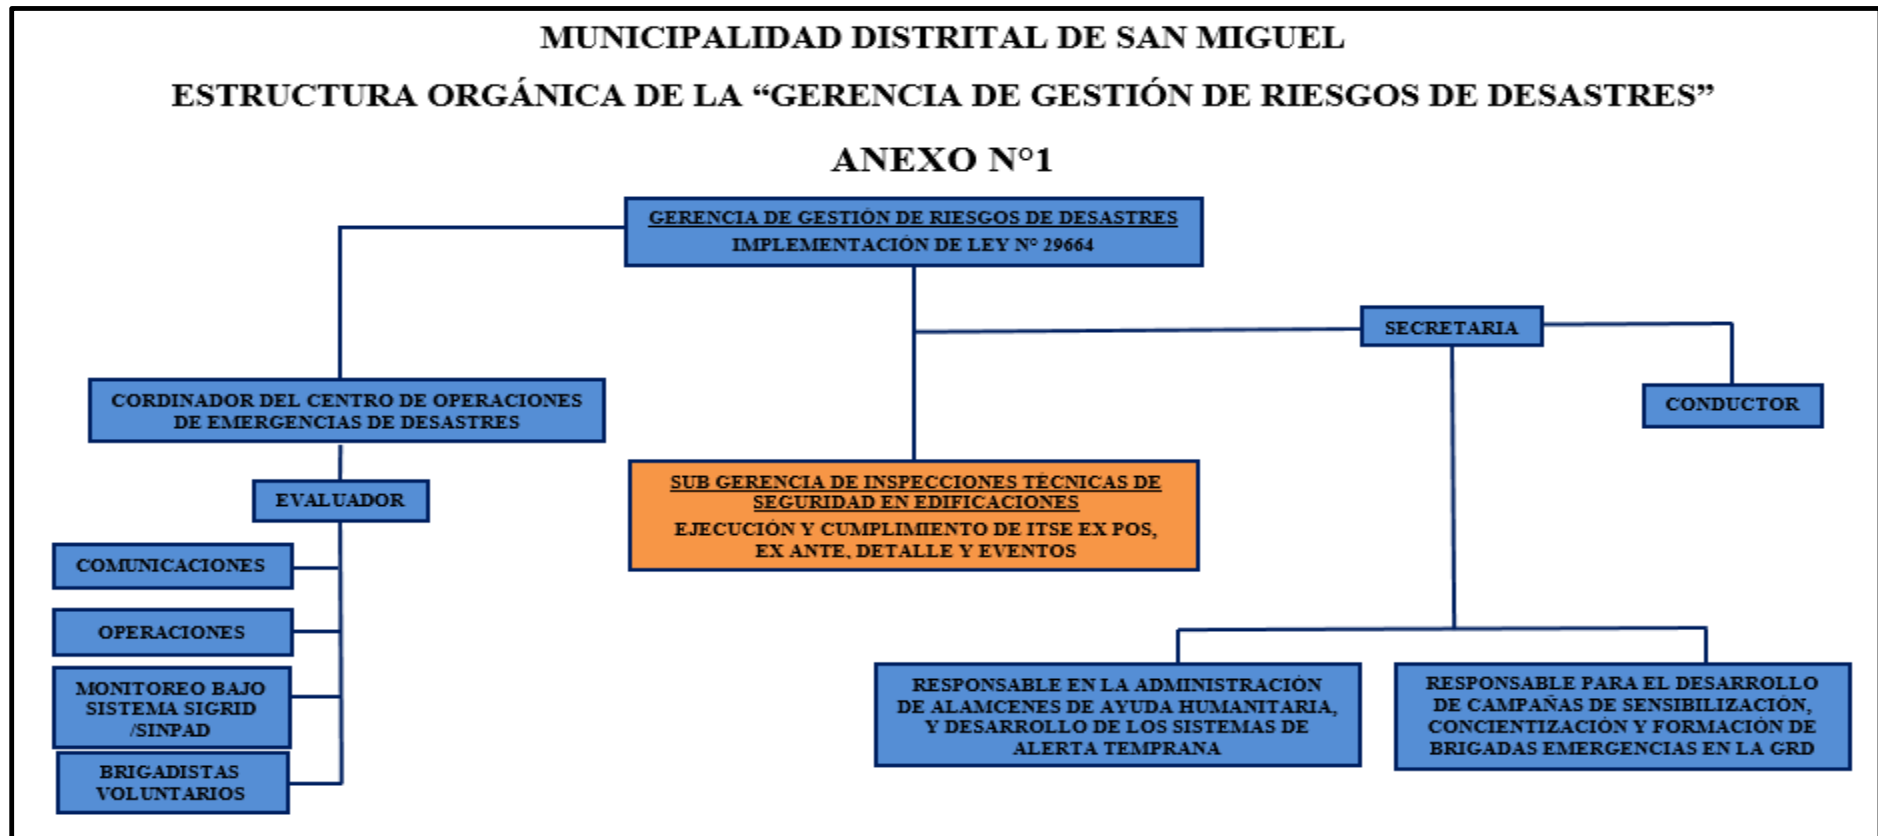 MUNICIPALIDAD DISTRITAL DE SAN MIGUEL
ESTRUCTURA ORGÁNICA DE LA “GERENCIA DE GESTIÓN DE RIESGOS DE DESASTRES”
ANEXO N°1
GERENCIA DE GESTIÓN DE RIESGOS DE DESASTRES
IMPLEMENTACIÓN DE LEY N° 29664
SECRETARIA
CONDUCTOR
CORDINADOR DEL CENTRO DE OPERACIONES
DE EMERGENCIAS DE DESASTRES
EVALUADOR
COMUNICACIONES
OPERACIONES
MONITOREO BAJO
SISTEMA SIGRID
/SINPAD
BRIGADISTAS
VOLUNTARIOS
SUB GERENCIA DE INSPECCIONES TÉCNICAS DE
SEGURIDAD EN EDIFICACIONES
EJECUCIÓN Y CUMPLIMIENTO DE ITSE EX POS,
EX ANTE, DETALLE Y EVENTOS
RESPONSABLE EN LA ADMINISTRACIÓN
DE ALAMCENES DE AYUDA HUMANITARIA,
Y DESARROLLO DE LOS SISTEMAS DE
ALERTA TEMPRANA
RESPONSABLE PARA EL DESARROLLO
DE CAMPAÑAS DE SENSIBILIZACIÓN,
CONCIENTIZACIÓN Y FORMACIÓN DE
BRIGADAS EMERGENCIAS EN LA GRD